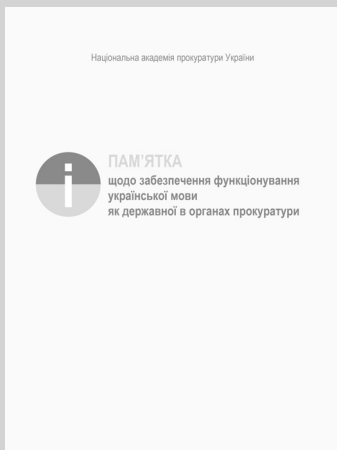 Національна академія прокуратури України
і
ПАМ'ЯТКА
щодо забезпечення функціонування
української мови
як державної в органах прокуратури